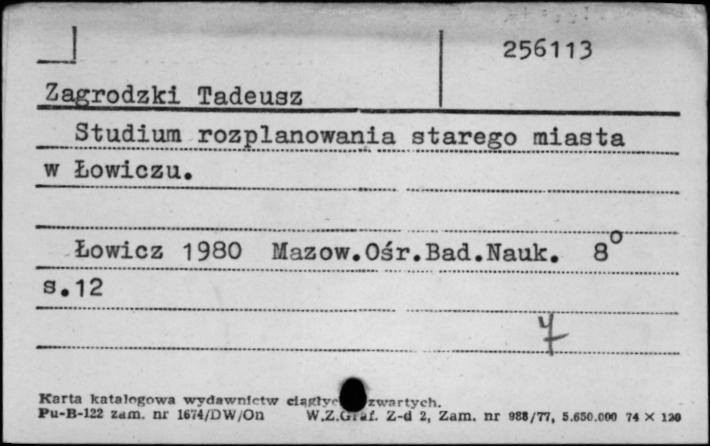 256113
Zagrodzki Tadeusz
Studium rozplanowania starego miasta
w Łowiczu.
Łowicz 1980 Mazow.Ośr.Bad.Nauk. 8°
s.12
Karta katalogowa wydawnictw zwartych.
Pu-B-122 zam. nr 1674/DW/On W.Z.Graf. Z-d 2, Zam. nr 988/77, 5.650.000 74 × 120